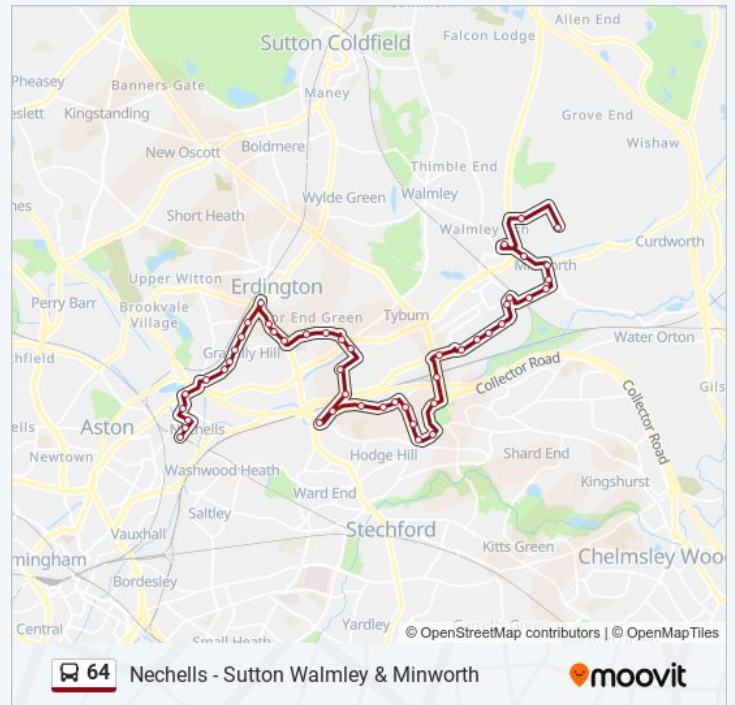 Allen End
Falcon Lodge
Sutton Coldfield
Pheasey
Banners Gate
Maney
Kingstanding
Grove End
Wishaw
New Oscott
Boldmere
Thimble End
Wylde Green
Walmley
Short Heath
Walmley
Curdworth
Minworth
Upper Witton
Erdington
Perry Barr
Brookvale
Village
End Green
Tyburn
Water Orton
Collector Road
Collector Road
Aston
Nechells
Newtown
Washwood Heath
Hodge Hill
Shard End
Kingshurst
Ward End
Saltley
Stechford
Vauxhall
Kitts Green
mingham
Chelmsley Woo
Bordesley
Yardley
Central
Small Heath
© OpenStreetMap contributors | © OpenMapTiles
64 Nechells - Sutton Walmley & Minworth
moovit